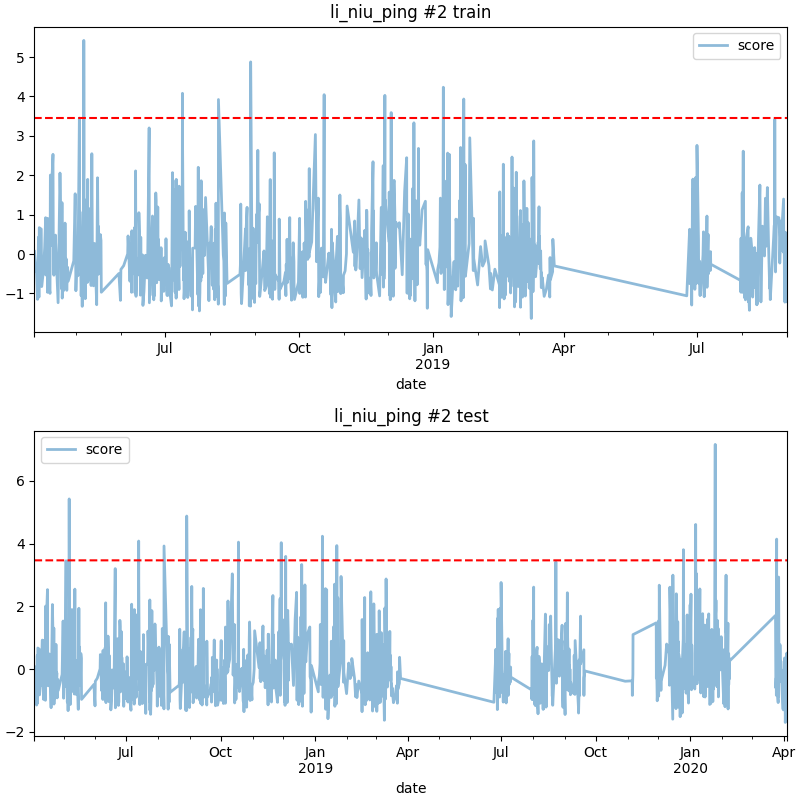 li_niu_ping #2 train
score
5
4
3
2
1
0
−1
Jul Oct Jan Apr Jul
2019
date
li_niu_ping #2 test
score
6
4
2
0
−2
Jul Oct Jan Apr Jul Oct Jan Apr
2019 2020
date